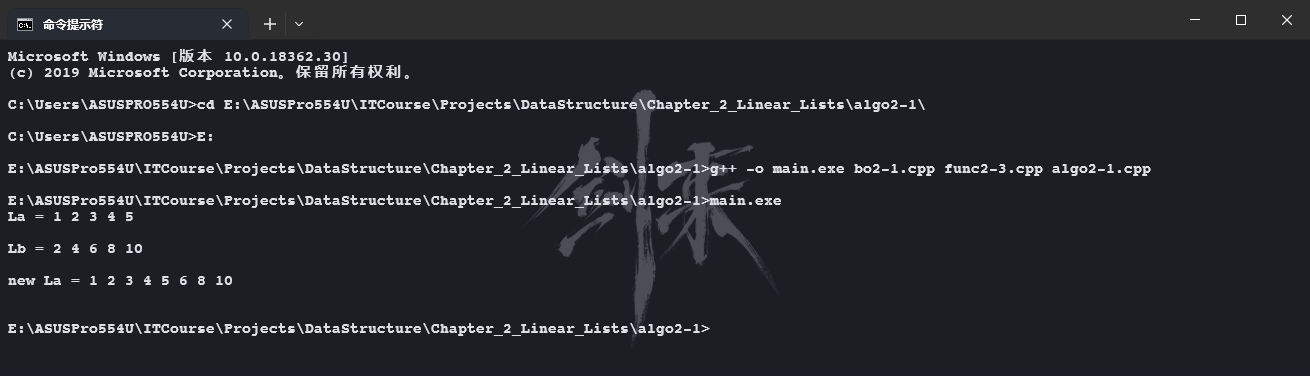 命令提示符
Microsoft Windows [版本 10.0.18362.30]
(c) 2019 Microsoft Corporation。保留所有权利。
C:\Users\ASUSPRO554U>cd E:\ASUSPro554U\ITCourse\Projects\DataStructure\Chapter_2_Linear_Lists\algo2-1\
C:\Users\ASUSPRO554U>E:
E:\ASUSPro554U\ITCourse\Projects\DataStructure\Chapter_2_Linear_Lists\algo2-1>g++ -o main.exe bo2-1.cpp func2-3.cpp algo2-1.cpp
E:\ASUSPro554U\ITCourse\Projects\DataStructure\Chapter_2_Linear_Lists\algo2-1>main.exe
La = 1 2 3 4 5
Lb = 2 4 6 8 10
new La = 1 2 3 4 5 6 8 10
E:\ASUSPro554U\ITCourse\Projects\DataStructure\Chapter_2_Linear_Lists\algo2-1>
剑来